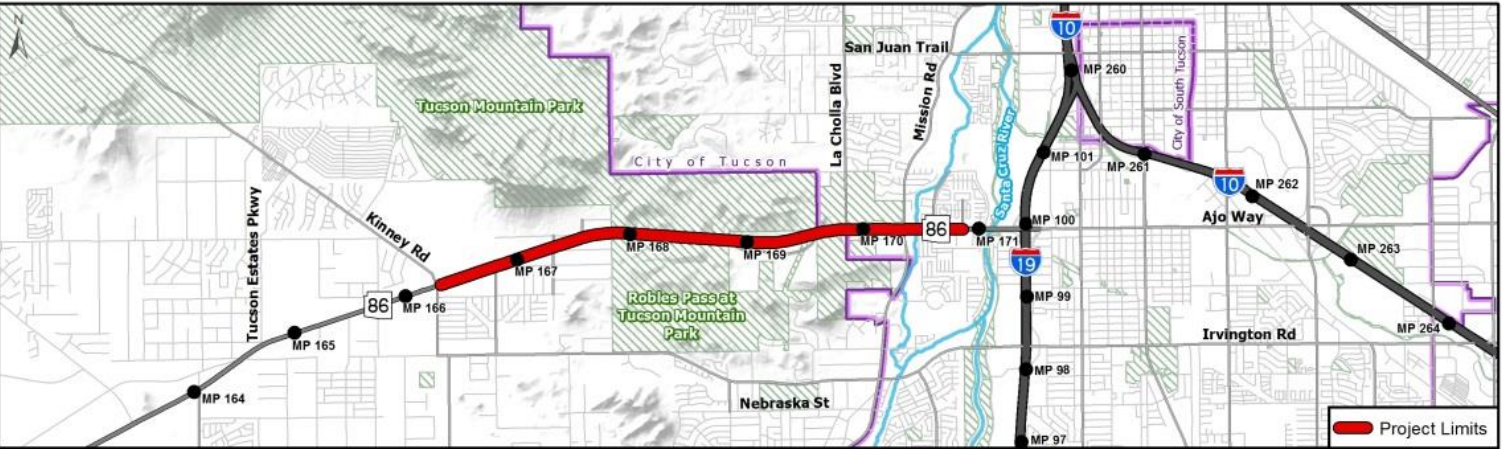 N
10
San Juan Trail
MP 260
Tucson Mountain Park
La Cholla Blvd
Mission Rd
Santa Cruz River
City of South Tucson
City of Tucson
MP 101
MP 261
10
MP 262
Tucson Estates Pkwy
Kinney Rd
MP 100
Ajo Way
MP 168
MP 169
MP 170
86
MP 171
MP 167
19
MP 263
86
MP 166
Robles Pass at
Tucson Mountain
Park
MP 99
MP 165
MP 264
Irvington Rd
MP 98
MP 164
Nebraska St
MP 97
Project Limits